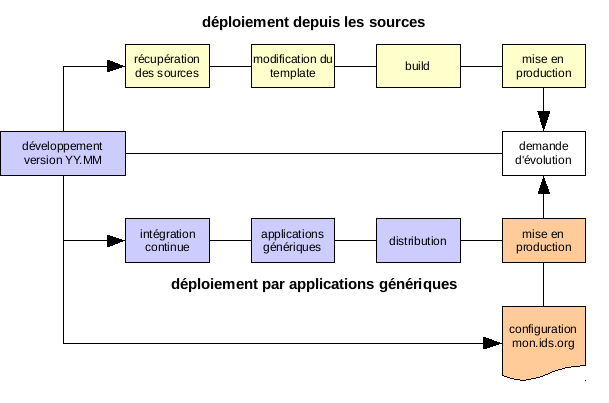 déploiement depuis les sources
récupération
des sources
modification du
template
build
mise en
production
développement
version YY.MM
demande
d'évolution
intégration
continue
applications
génériques
distribution
mise en
production
déploiement par applications génériques
configuration
mon.ids.org